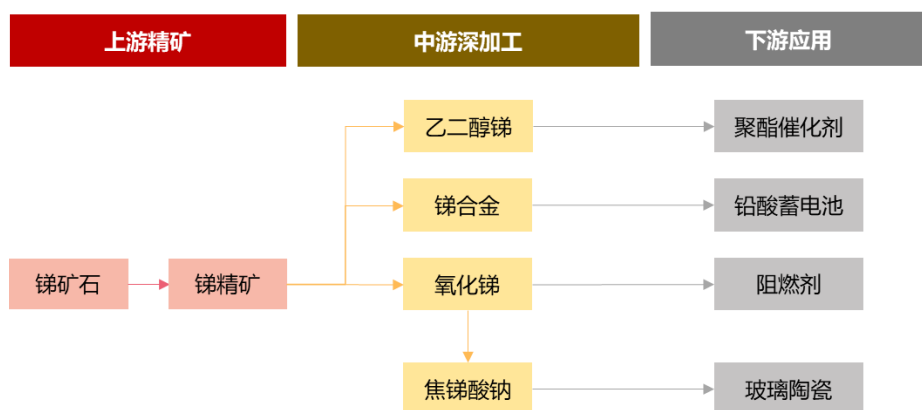 上游精矿
中游深加工
下游应用
乙二醇锑
聚酯催化剂
锑合金
铅酸蓄电池
锑矿石
锑精矿
氧化锑
阻燃剂
焦锑酸钠
玻璃陶瓷